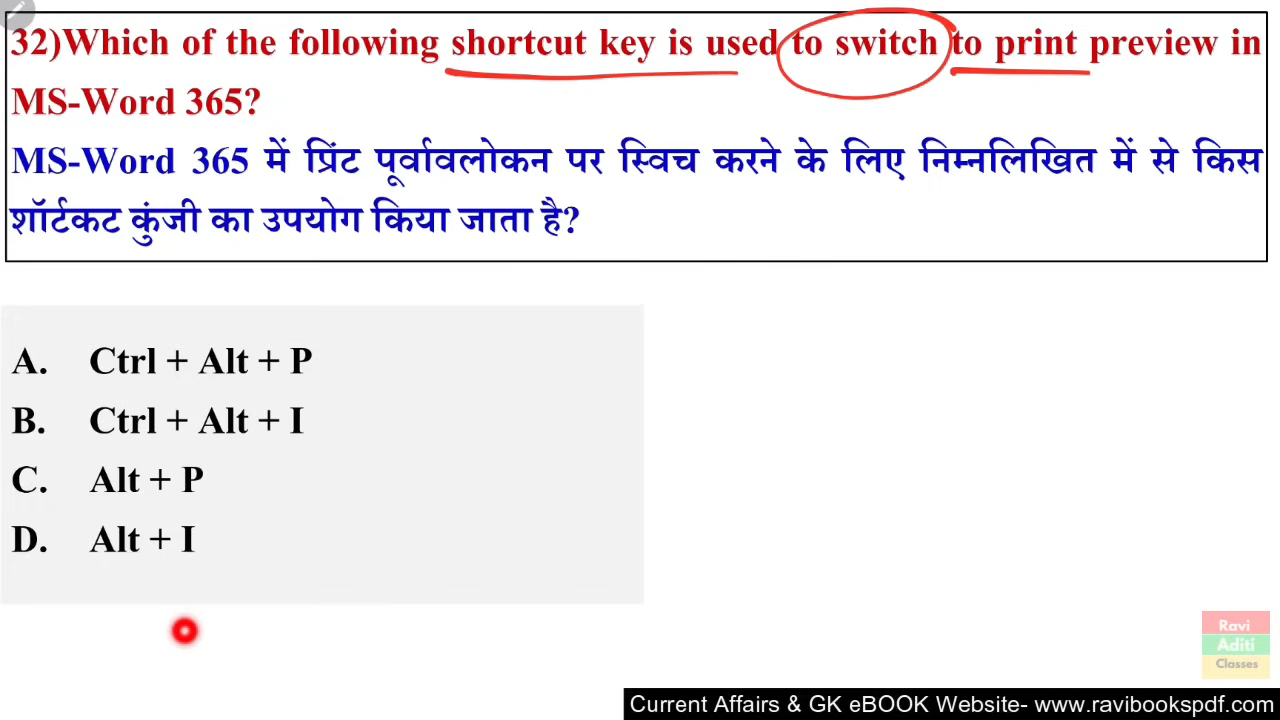 32)Which of the following shortcut key is used to switch to print preview in
MS-Word 365?
MS-Word 365 में प्रिंट पूर्वावलोकन पर स्विच करने के लिए निम्नलिखित में से किस
शॉर्टकट कुंजी का उपयोग किया जाता है?
A. Ctrl + Alt + P
B. Ctrl + Alt + I
C. Alt + P
D. Alt + I
Ravi
Aditi
Classes
Current Affairs & GK eBOOK Website- www.ravibookspdf.com